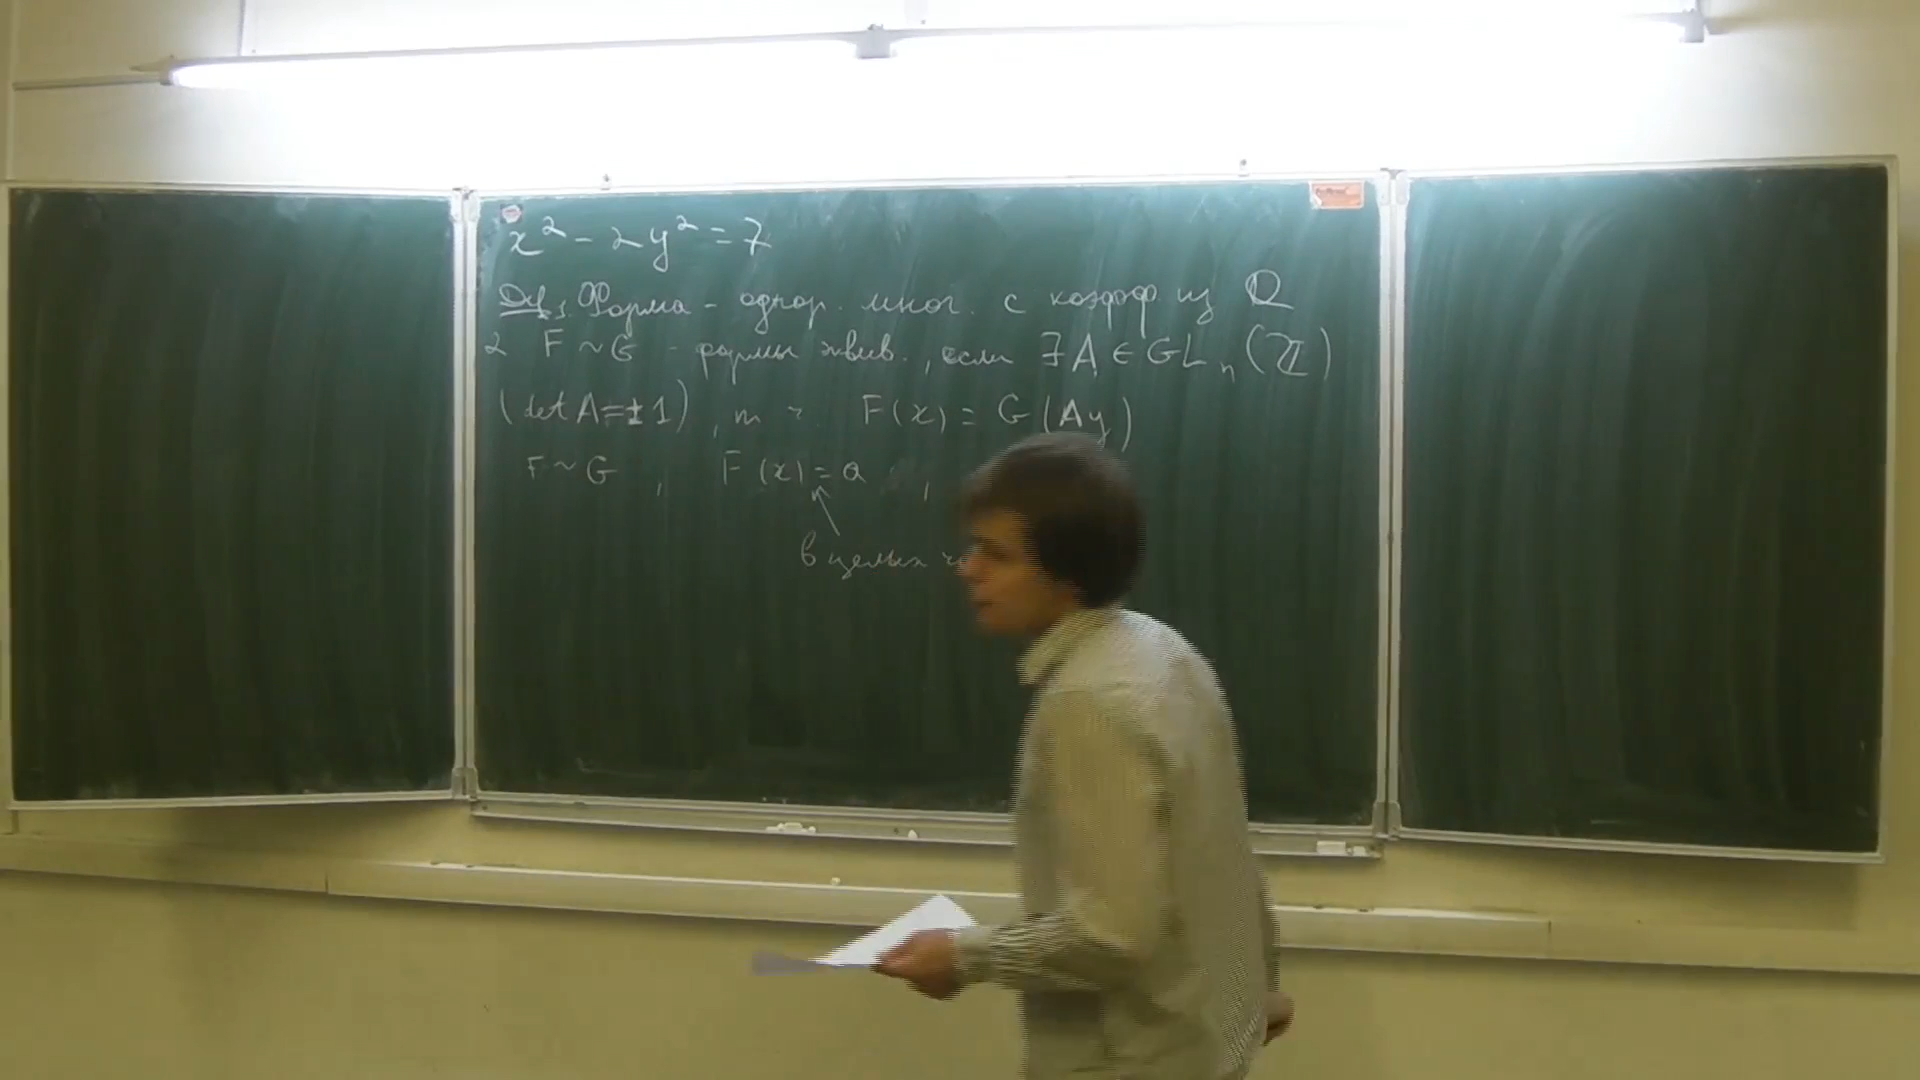 x² - 2y² = 7
Def 1. Форма - однор. мног. с коэфф. из Q
2 F ~ G - формы эквив., если ∃ A ∈ GLₙ(ℤ)
(det A = ±1), т. F(x) = G(Ay)
F ~ G, F(x) = a,
в целых